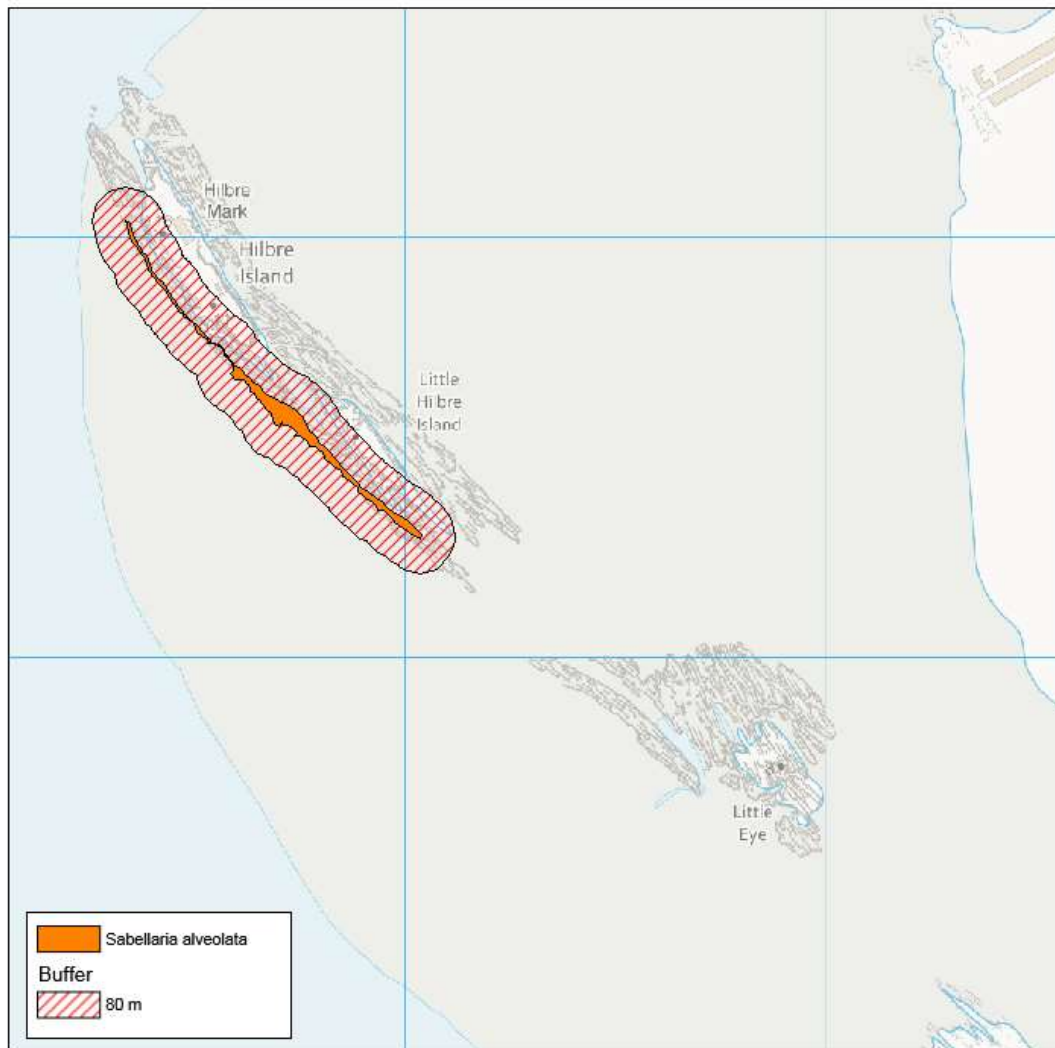 Hilbre
Mark
Hilbre
Island
Little
Hilbre
Island
Little
Eye
Sabellaria alveolata
Buffer
80 m